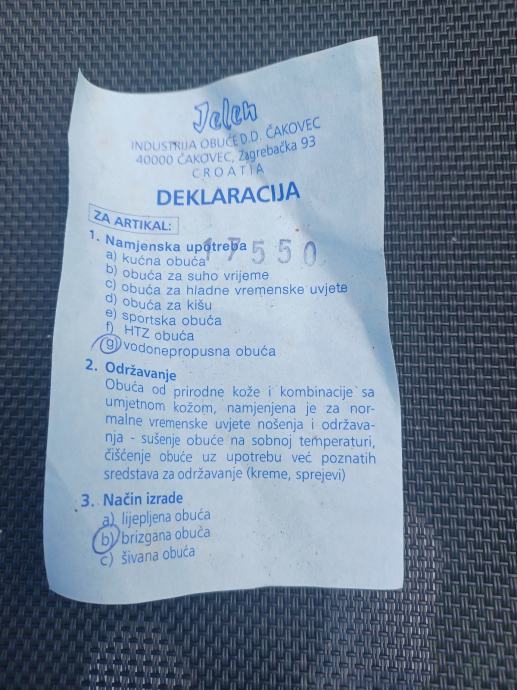 Jelen
INDUSTRIJA OBUĆE D.D. ČAKOVEC
40000 ČAKOVEC, Zagrebačka 93
CROATIA
DEKLARACIJA
ZA ARTIKAL:
17550
1. Namjenska upotreba
a) kućna obuća
b) obuća za suho vrijeme
c) obuća za hladne vremenske uvjete
d) obuća za kišu
e) sportska obuća
f) HTZ obuća
g) vodonepropusna obuća
2. Održavanje
Obuća od prirodne kože i kombinacije sa
umjetnom kožom, namjenjena je za nor-
malne vremenske uvjete nošenja i održava-
nja - sušenje obuće na sobnoj temperaturi,
čišćenje obuće uz upotrebu već poznatih
sredstava za održavanje (kreme, sprejevi)
3. Način izrade
a) lijepljena obuća
b) brizgana obuča
c) šivana obuća